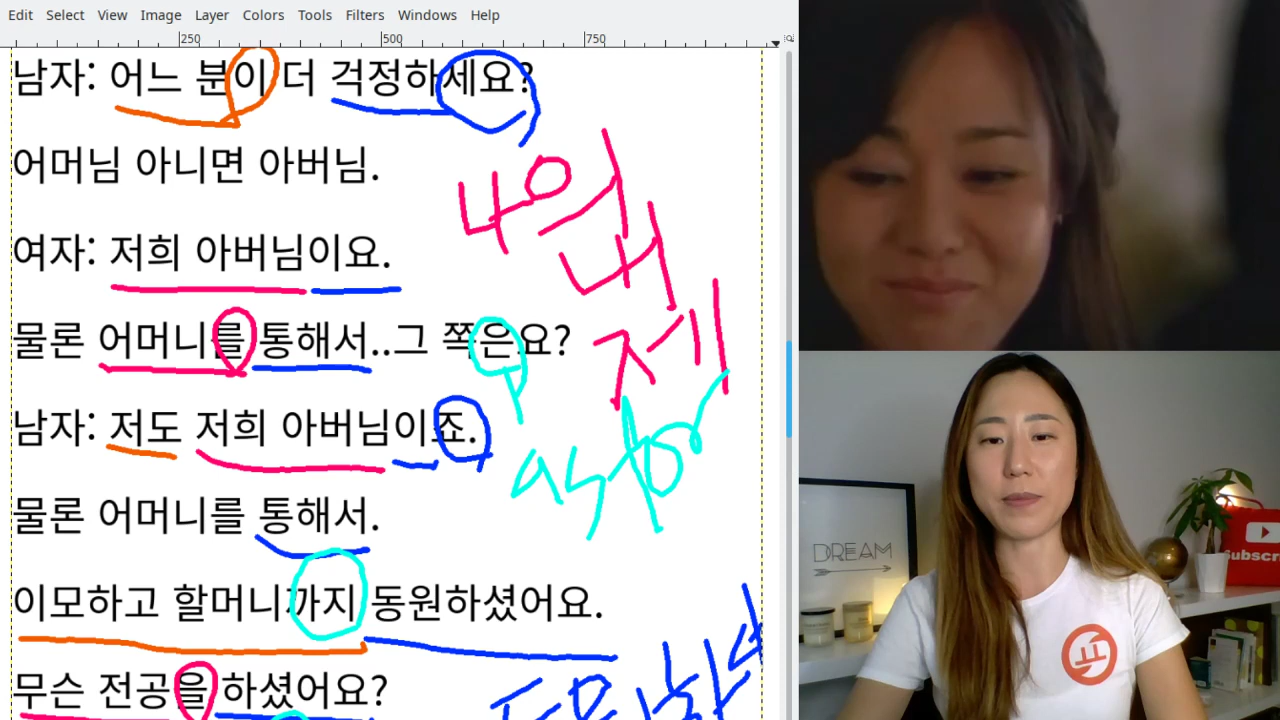 Edit Select View Image Layer Colors Tools Filters Windows Help
250 500 750
남자: 어느 분이 더 걱정하세요?
어머님 아니면 아버님.
여자: 저희 아버님이요.
물론 어머니를 통해서..그 쪽은요?
남자: 저도 저희 아버님이죠.
물론 어머니를 통해서.
이모하고 할머니까지 동원하셨어요.
무슨 전공을 하셨어요?
as for
DREAM
Subscri